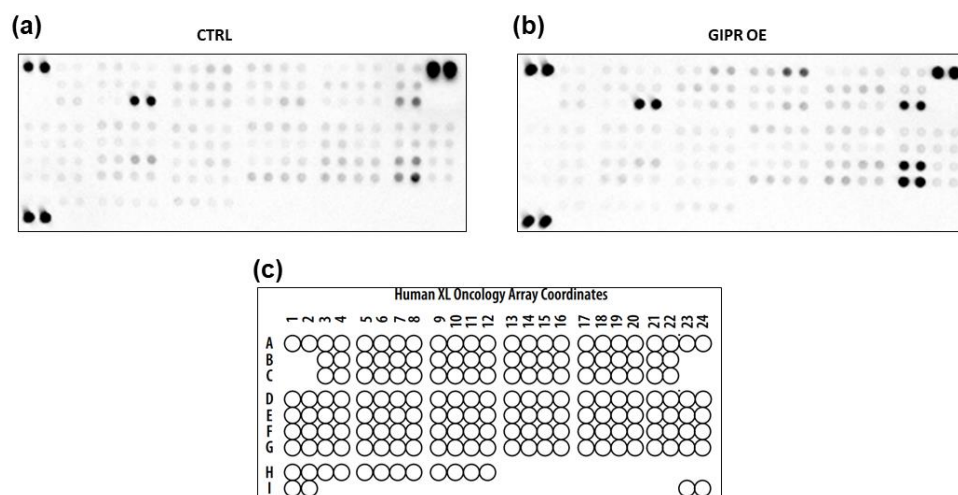 (a)
CTRL
(b)
GIPR OE
(c)
Human XL Oncology Array Coordinates
1 2 3 4 5 6 7 8 9 10 11 12 13 14 15 16 17 18 19 20 21 22 23 24
A
B
C
D
E
F
G
H
I